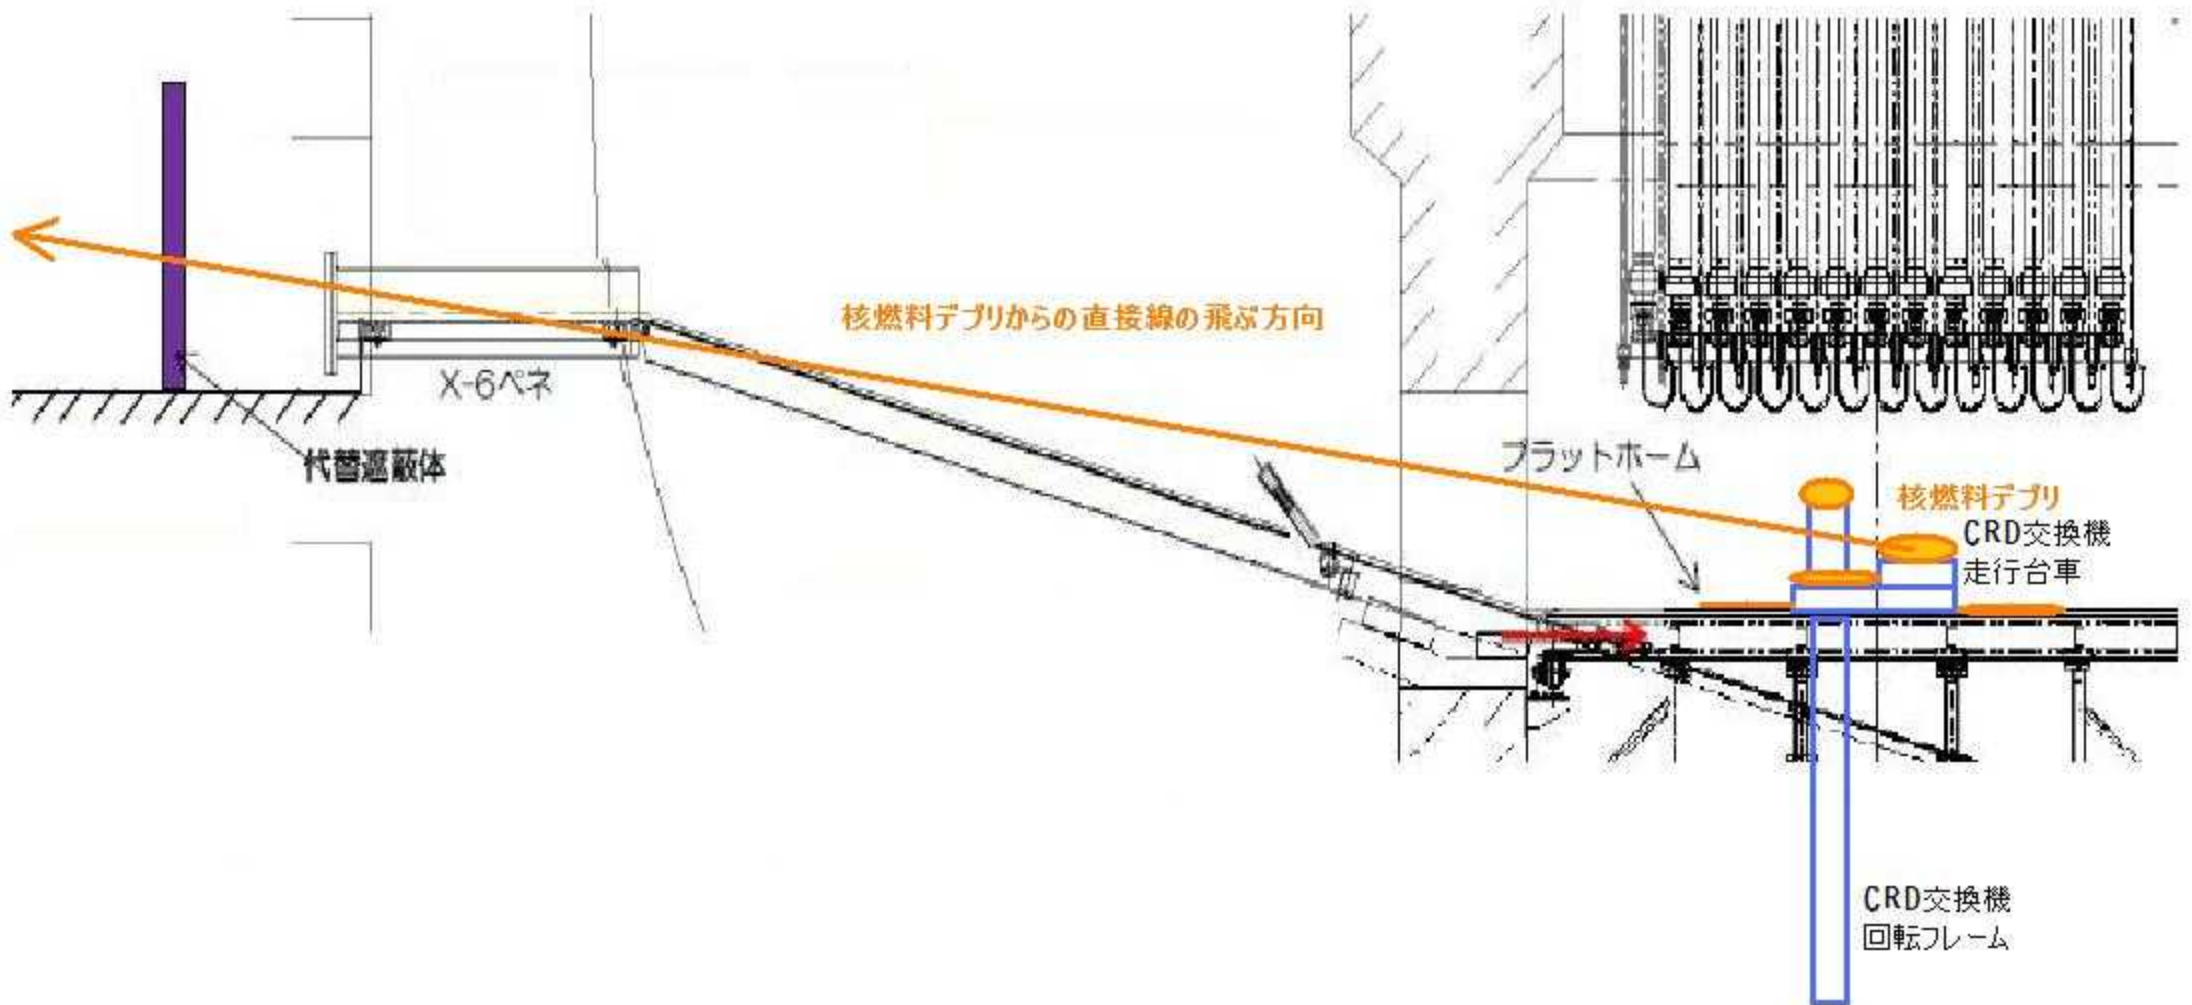 核燃料デブリからの直接線の飛ぶ方向
X-6ペネ
代替遮蔽体
プラットホーム
核燃料デブリ
CRD交換機
走行台車
CRD交換機
回転フレーム